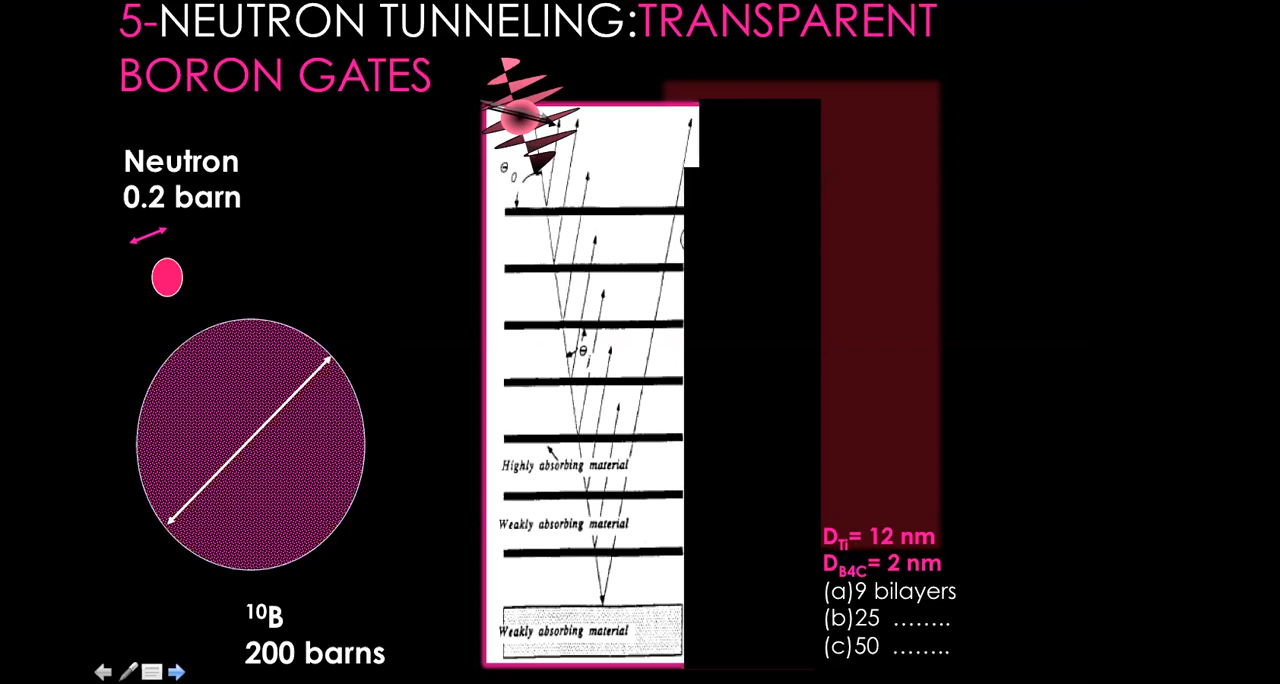 5-NEUTRON TUNNELING:TRANSPARENT
BORON GATES
Neutron
0.2 barn
10B
200 barns
θ0
θ
Highly absorbing material
Weakly absorbing material
Weakly absorbing material
DTi= 12 nm
DB4C= 2 nm
(a)9 bilayers
(b)25 ........
(c)50 ........